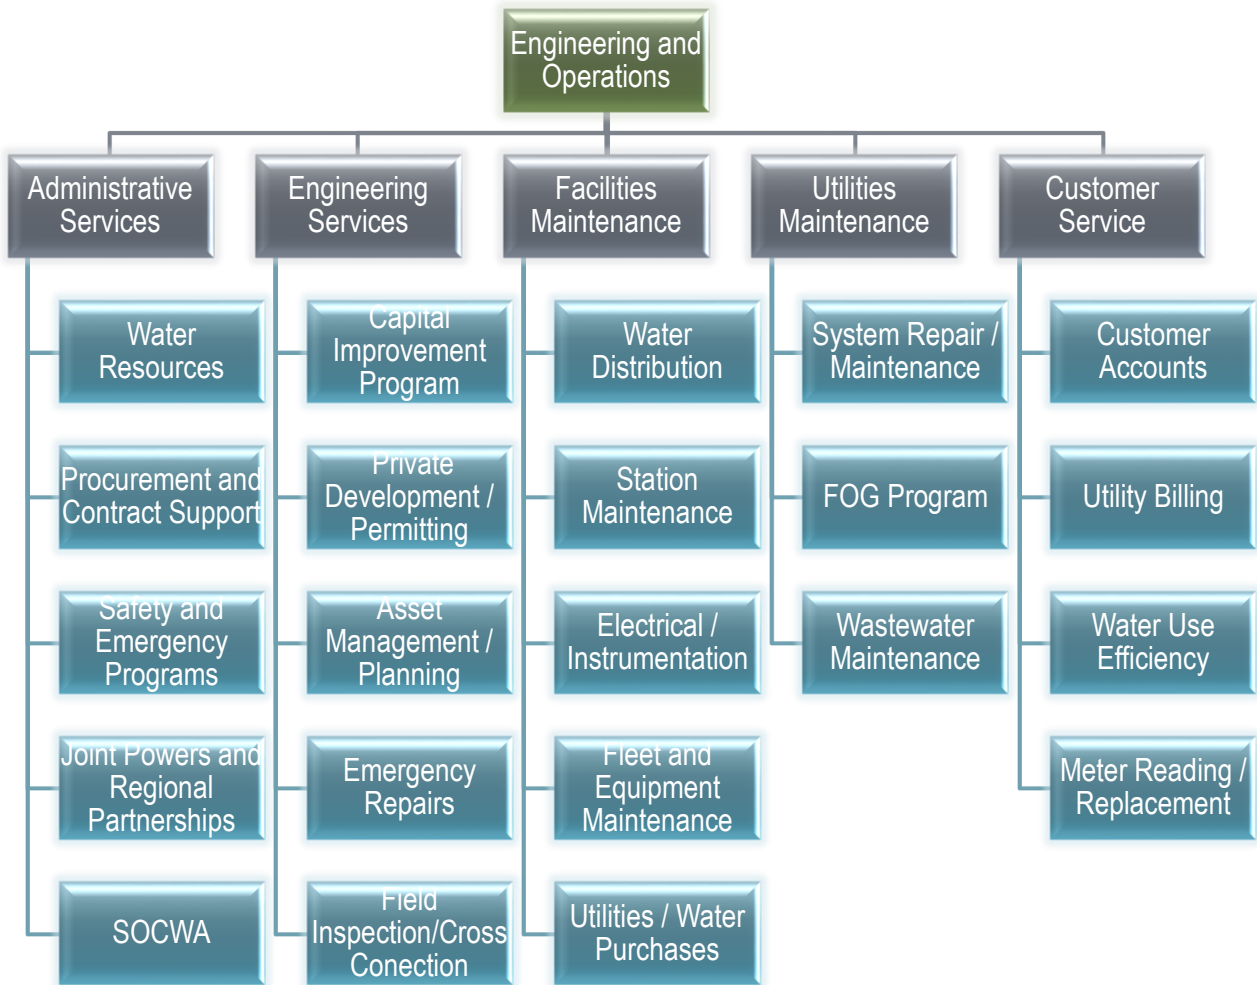 Engineering and
Operations
Administrative
Services
Engineering
Services
Facilities
Maintenance
Utilities
Maintenance
Customer
Service
Water
Resources
Procurement and
Contract Support
Safety and
Emergency
Programs
Joint Powers and
Regional
Partnerships
SOCWA
Capital
Improvement
Program
Private
Development /
Permitting
Asset
Management /
Planning
Emergency
Repairs
Field
Inspection/Cross
Conection
Water
Distribution
Station
Maintenance
Electrical /
Instrumentation
Fleet and
Equipment
Maintenance
Utilities / Water
Purchases
System Repair /
Maintenance
FOG Program
Wastewater
Maintenance
Customer
Accounts
Utility Billing
Water Use
Efficiency
Meter Reading /
Replacement